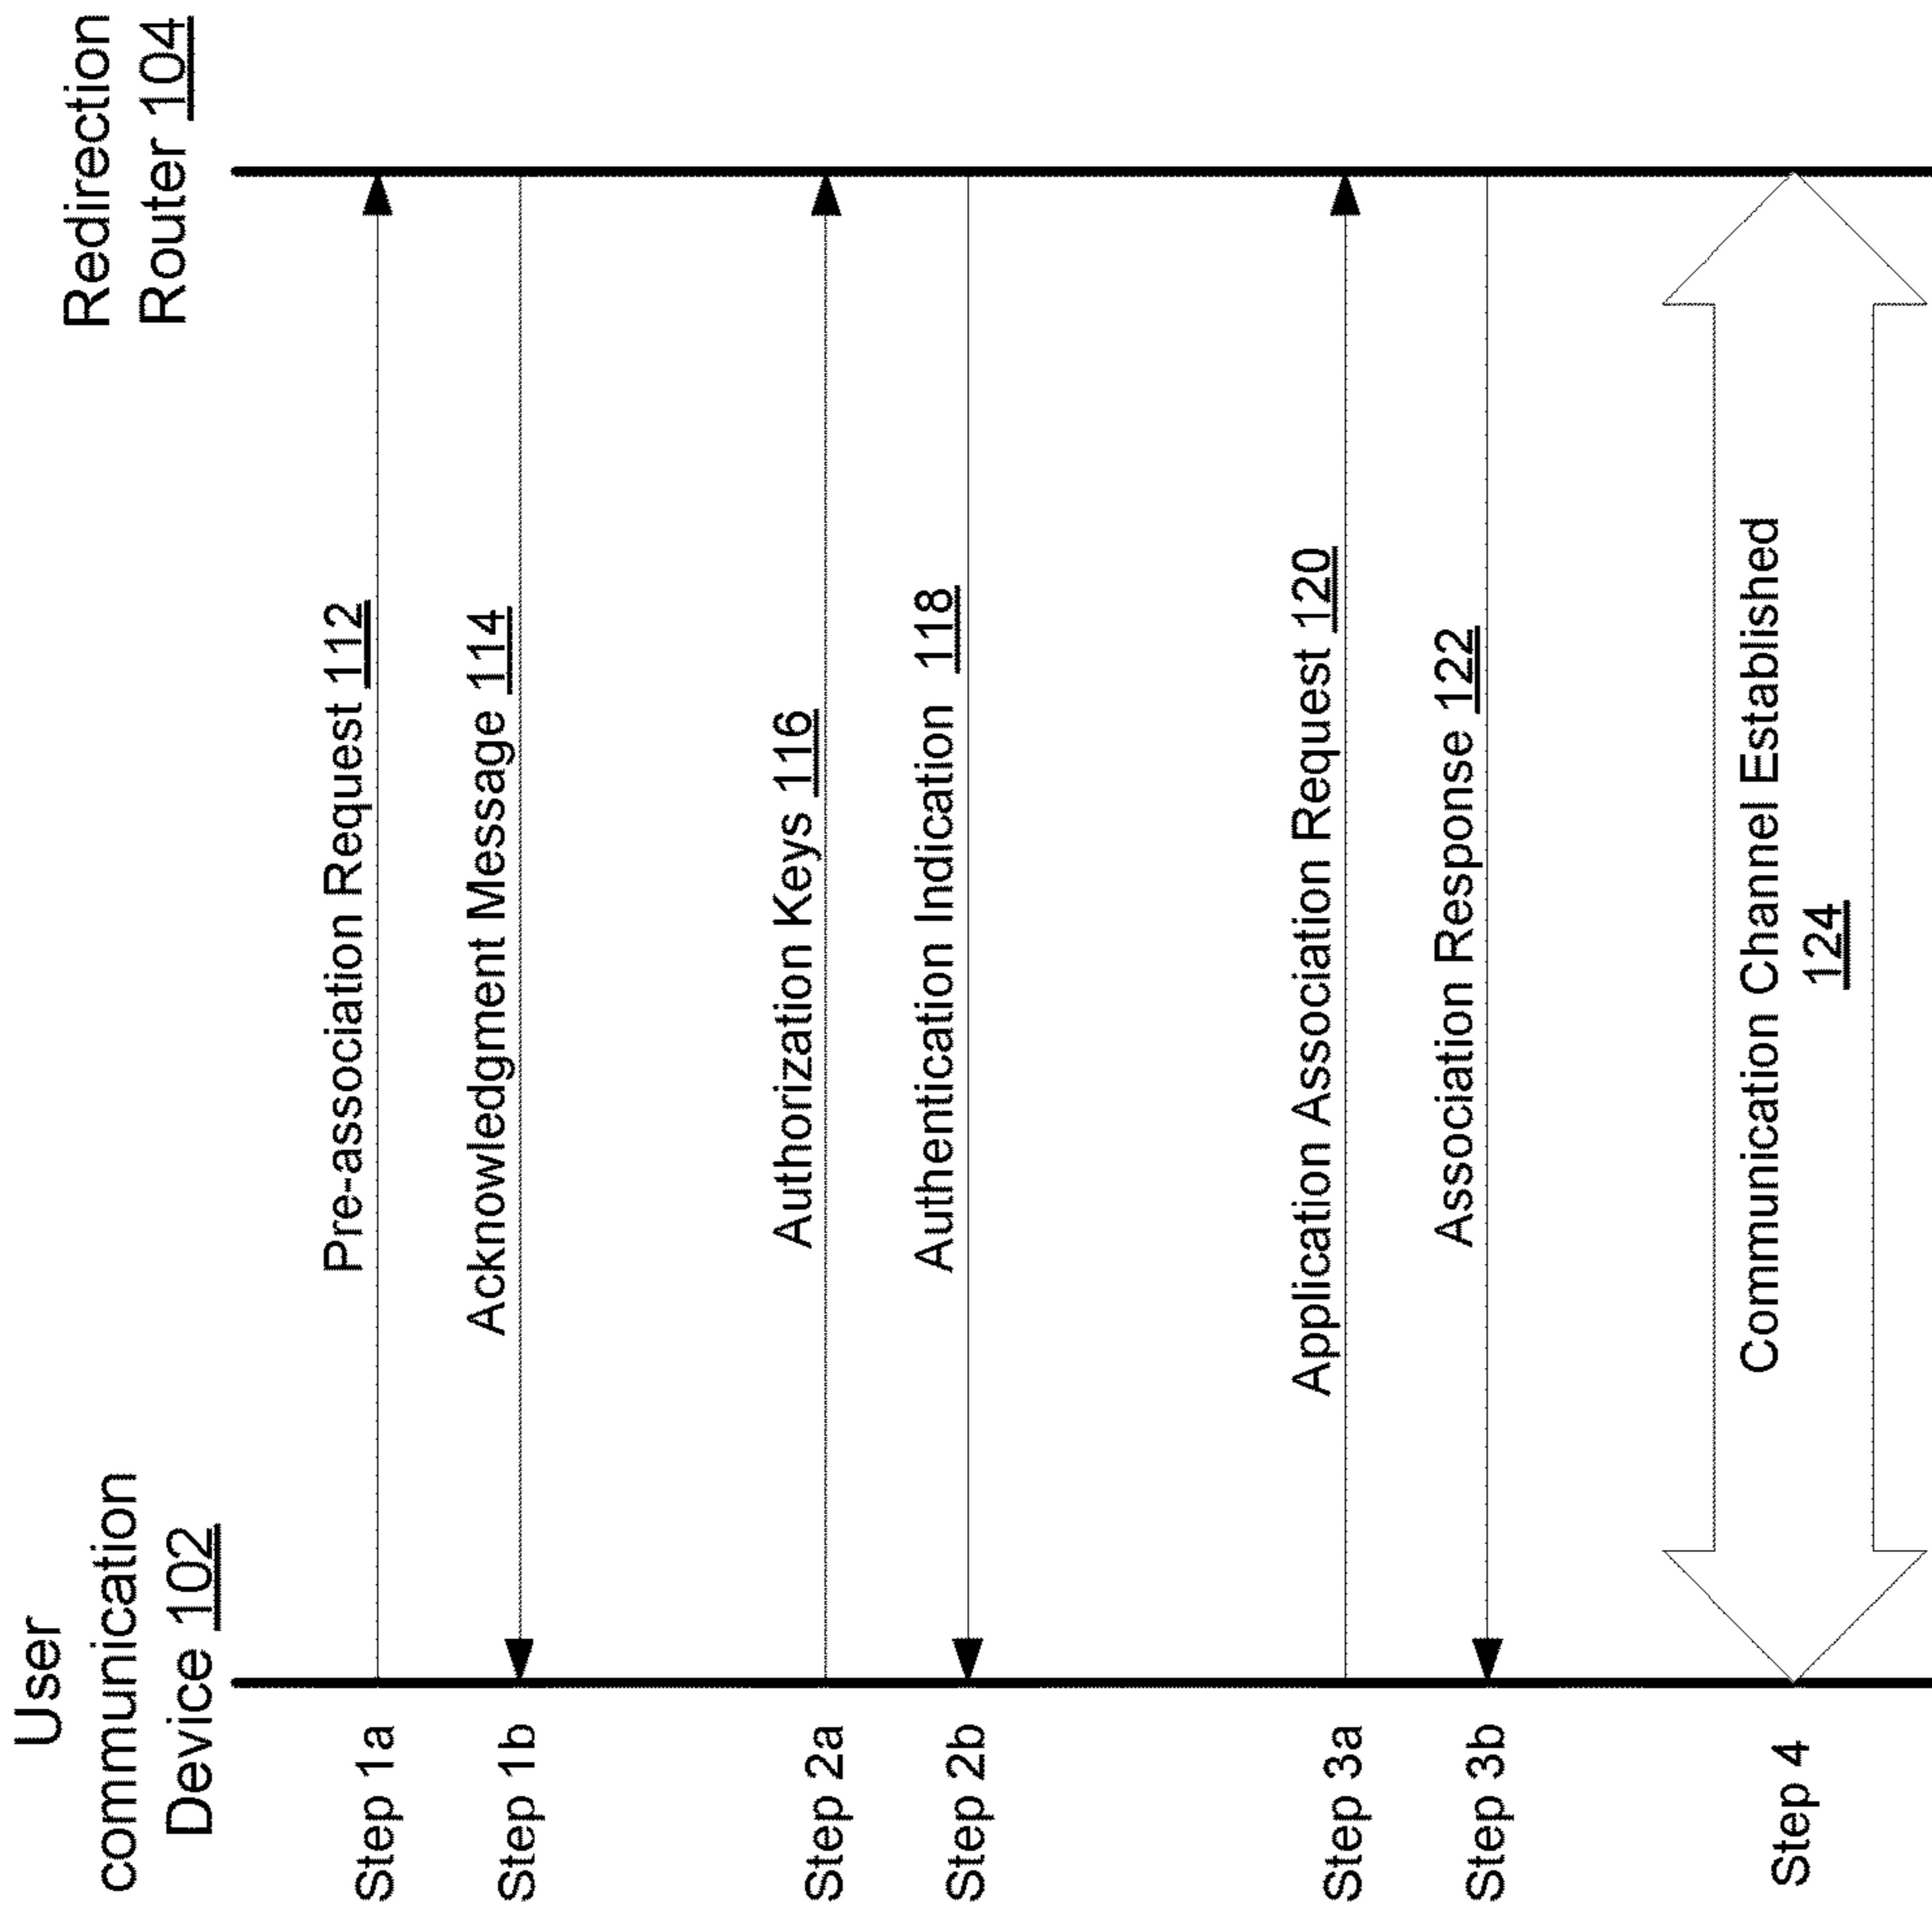 User
communication
Device 102
Redirection
Router 104
Step 1a
Pre-association Request 112
Step 1b
Acknowledgment Message 114
Step 2a
Authorization Keys 116
Step 2b
Authentication Indication 118
Step 3a
Application Association Request 120
Step 3b
Association Response 122
Step 4
Communication Channel Established
124